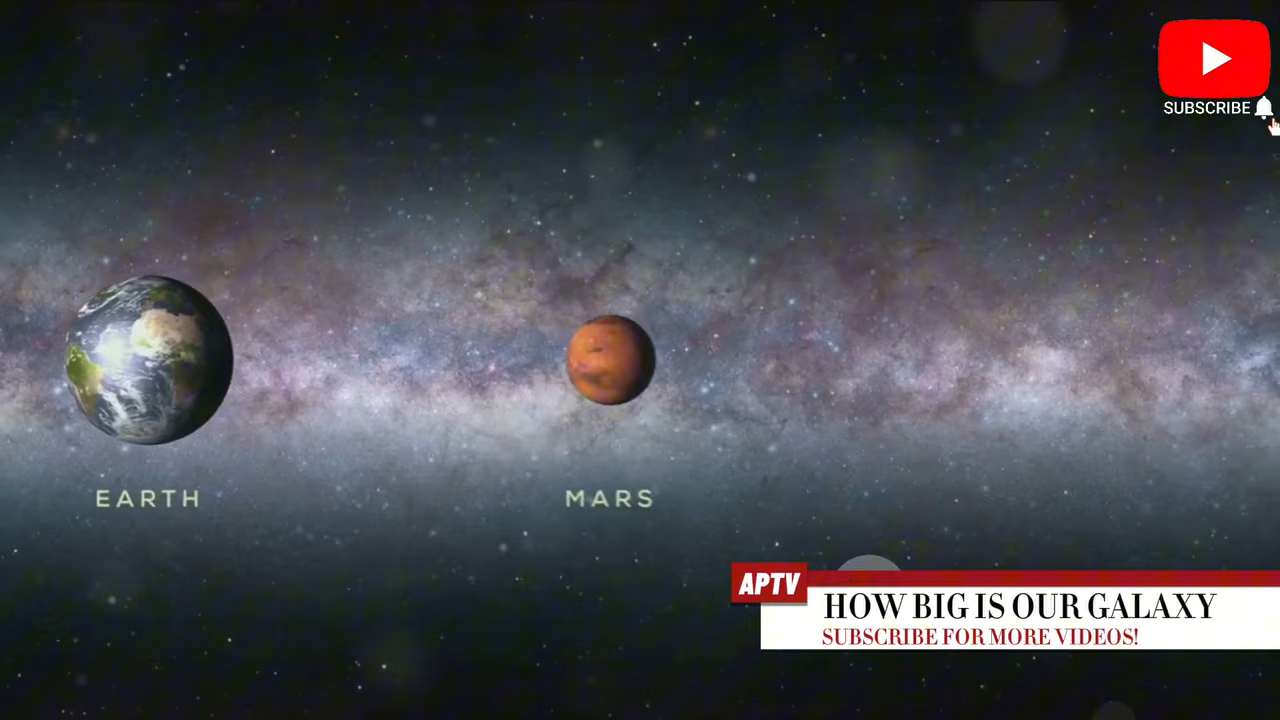 SUBSCRIBE
EARTH
MARS
APTV
HOW BIG IS OUR GALAXY
SUBSCRIBE FOR MORE VIDEOS!